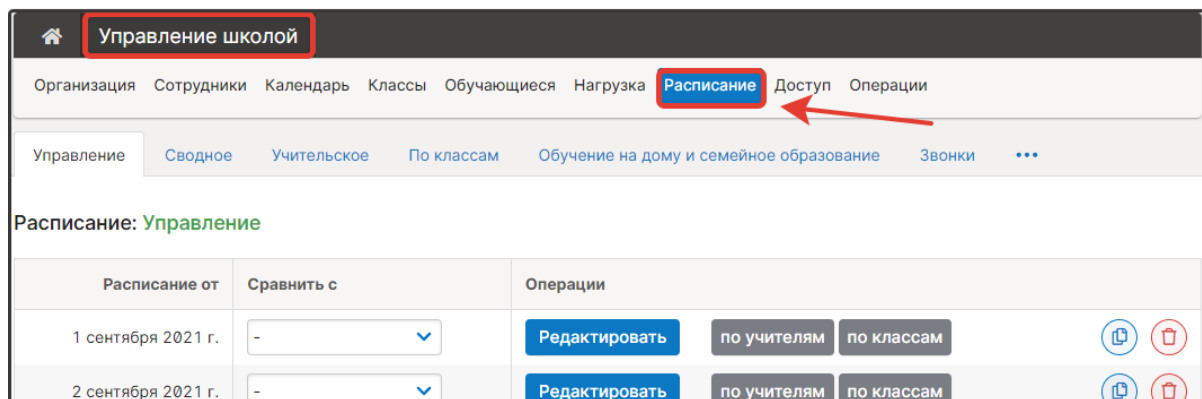 Управление школой
Организация Сотрудники Календарь Классы Обучающиеся Нагрузка Расписание Доступ Операции
Управление Сводное Учительское По классам Обучение на дому и семейное образование Звонки •••
Расписание: Управление
Расписание от Сравнить с Операции
1 сентября 2021 г. - Редактировать по учителям по классам
2 сентября 2021 г. - Редактировать по учителям по классам